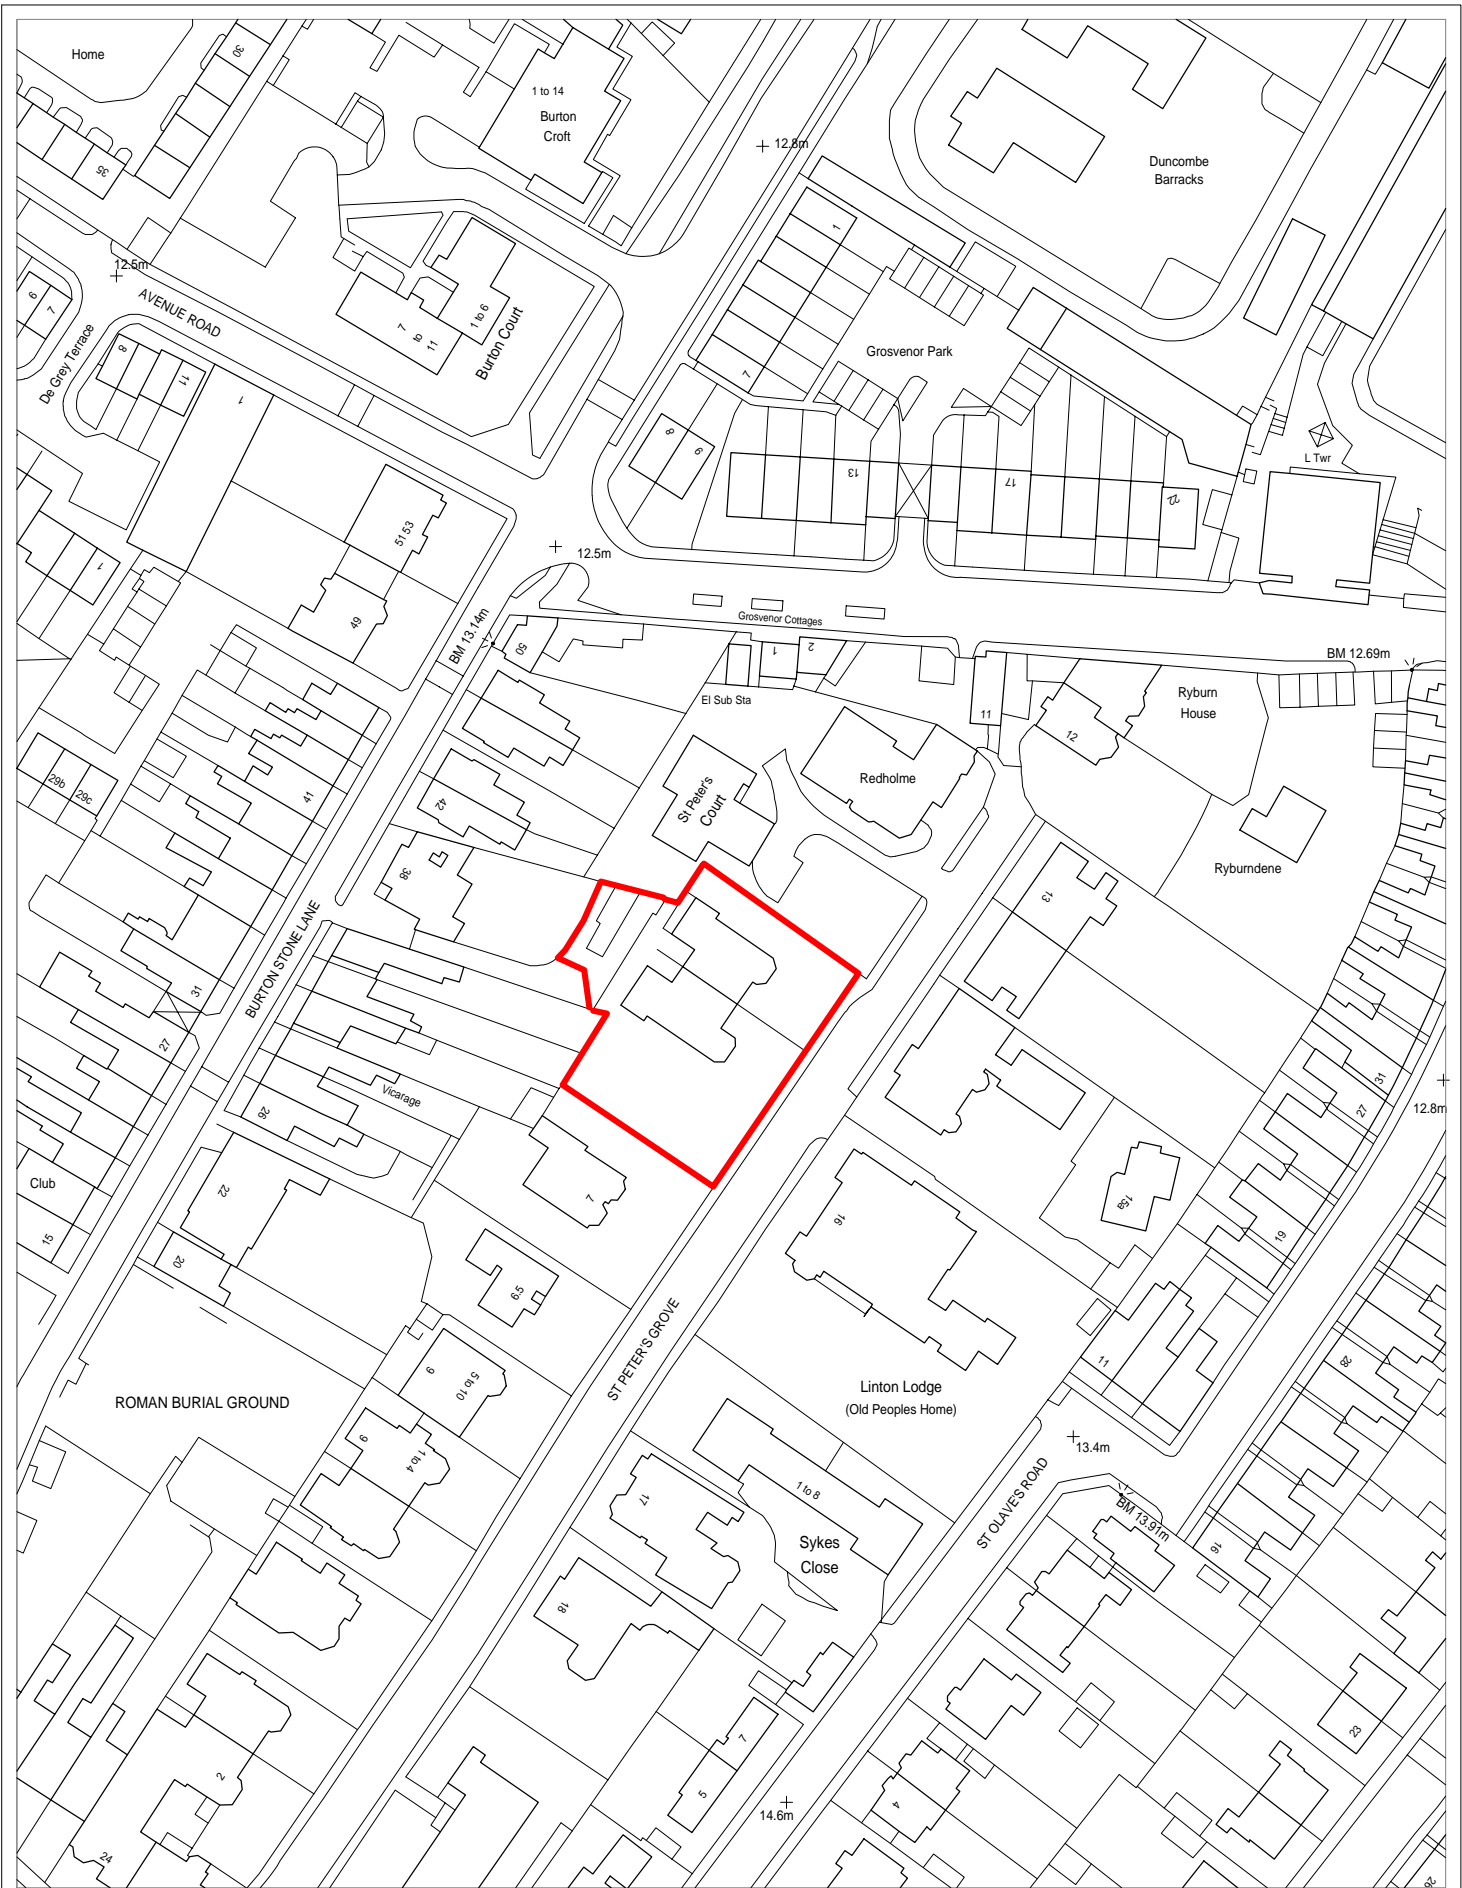 Home
30
35
1 to 14
Burton
Croft
12.8m
Duncombe
Barracks
12.5m
AVENUE ROAD
De Grey Terrace
6
7
8
11
1
7
to
11
1 to 6
Burton Court
1
7
Grosvenor Park
8
9
13
17
22
L Twr
51 53
49
1
12.5m
BM 13.14m
50
Grosvenor Cottages
1
2
El Sub Sta
11
12
BM 12.69m
Ryburn
House
Redholme
St Peter's
Court
42
41
29b
29c
38
Ryburndene
13
BURTON STONE LANE
31
27
Vicarage
26
Club
15
22
20
7
6.5
16
15a
31
27
19
12.8m
11
28
ST PETER'S GROVE
ROMAN BURIAL GROUND
9
5 to 10
9
1 to 4
Linton Lodge
(Old Peoples Home)
13.4m
ST OLAVE'S ROAD
BM 13.91m
16
17
1 to 8
Sykes
Close
18
23
7
5
4
14.6m
2
24
26